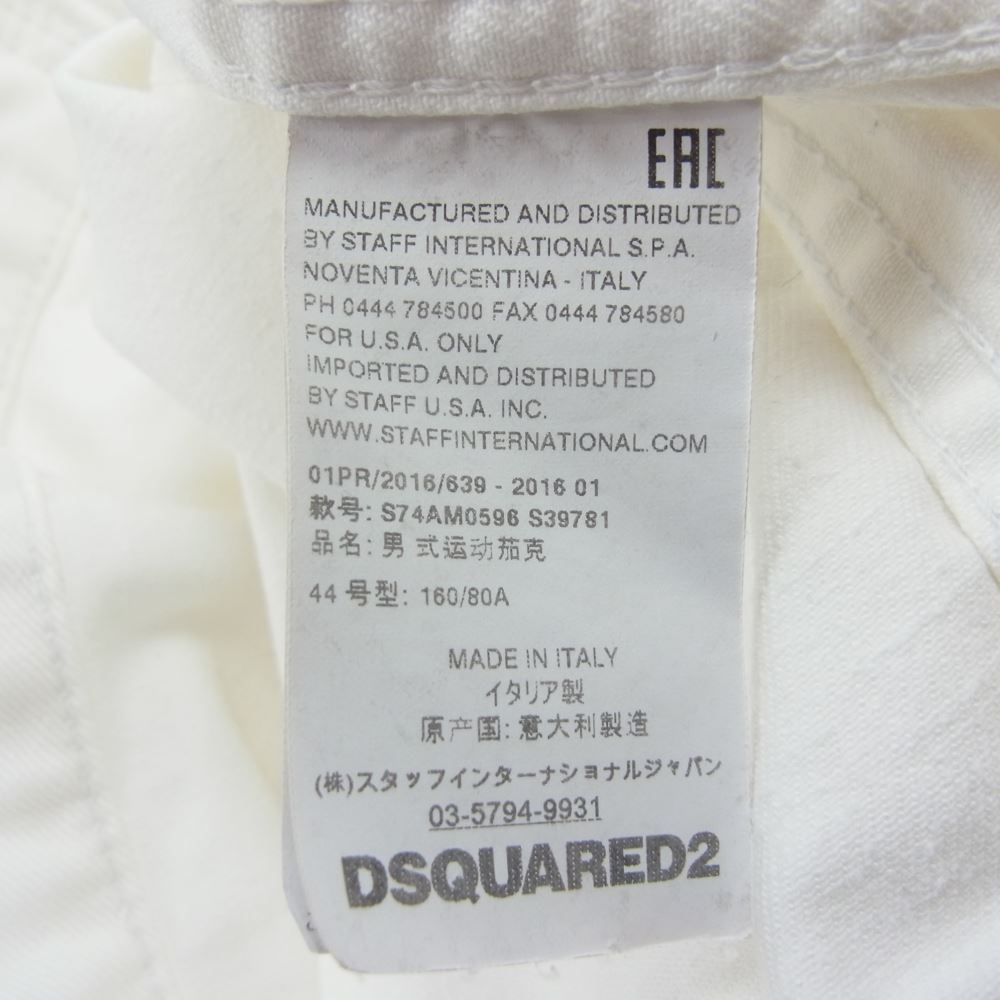 EAC
MANUFACTURED AND DISTRIBUTED
BY STAFF INTERNATIONAL S.P.A.
NOVENTA VICENTINA - ITALY
PH 0444 784500 FAX 0444 784580
FOR U.S.A. ONLY
IMPORTED AND DISTRIBUTED
BY STAFF U.S.A. INC.
WWW.STAFFINTERNATIONAL.COM
01PR/2016/639 - 2016 01
款号: S74AM0596 S39781
品名: 男 式运动茄克
44 号型: 160/80A
MADE IN ITALY
イタリア製
原产国: 意大利製造
(株)スタッフインターナショナルジャパン
03-5794-9931
DSQUARED2